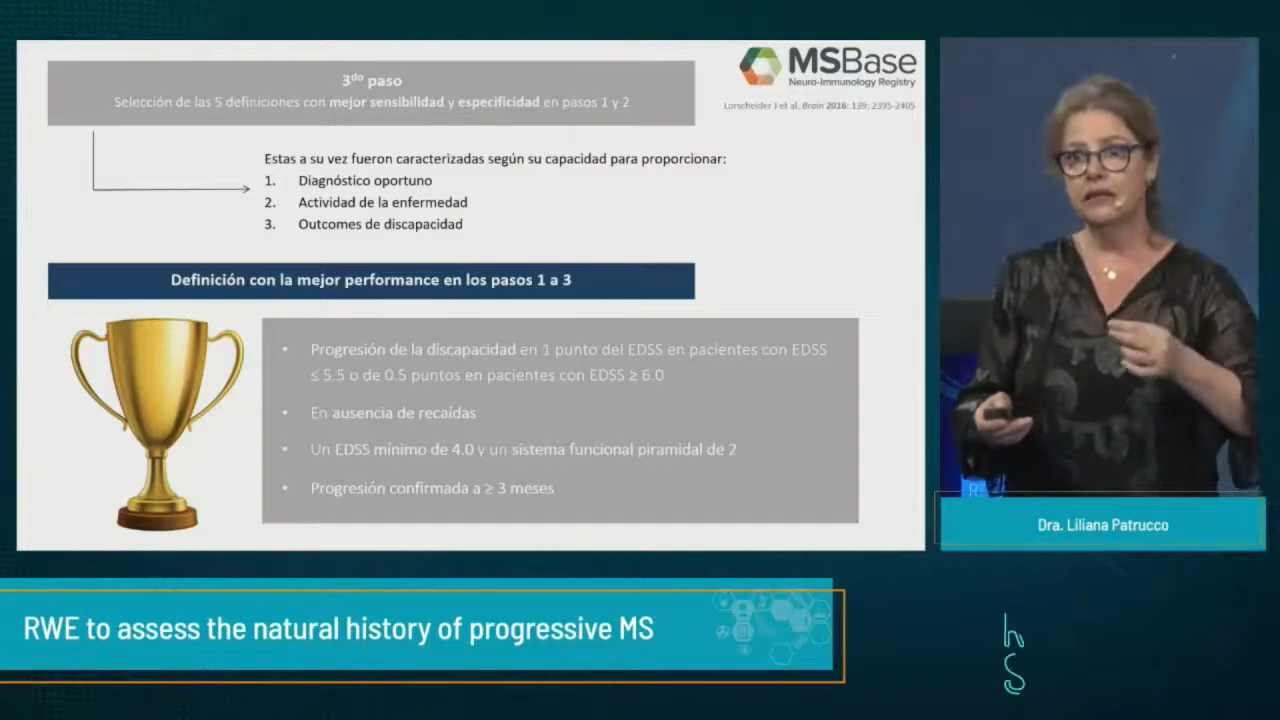 3do paso
Selección de las 5 definiciones con mejor sensibilidad y especificidad en pasos 1 y 2
MSBase
Neuro-Immunology Registry
Lorscheider J et al. Brain 2016: 139; 2395-2405
Estas a su vez fueron caracterizadas según su capacidad para proporcionar:
1. Diagnóstico oportuno
2. Actividad de la enfermedad
3. Outcomes de discapacidad
Definición con la mejor performance en los pasos 1 a 3
• Progresión de la discapacidad en 1 punto del EDSS en pacientes con EDSS
≤ 5.5 o de 0.5 puntos en pacientes con EDSS ≥ 6.0
• En ausencia de recaídas
• Un EDSS mínimo de 4.0 y un sistema funcional piramidal de 2
• Progresión confirmada a ≥ 3 meses
Dra. Liliana Patrucco
RWE to assess the natural history of progressive MS
hS